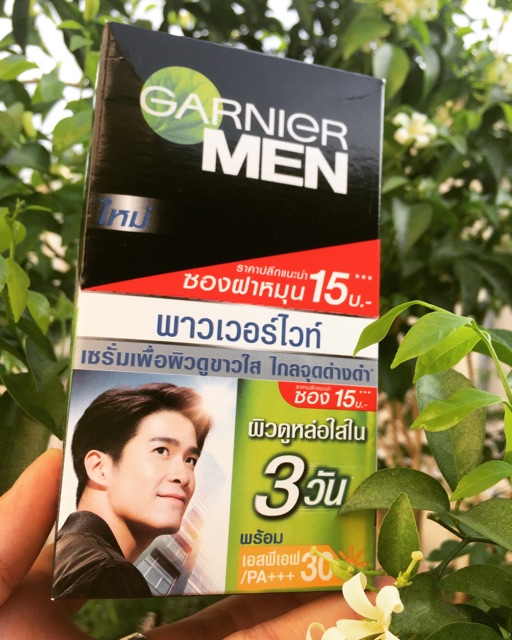 GARNIER
MEN
ใหม่
ราคาปลีกแนะนำ
ซองฝาหมุน 15บ.-***
พาวเวอร์ไวท์
เซรั่มเพื่อผิวดูขาวใส ไกลจุดด่างดำ*
ราคาปลีกแนะนำ
ซอง 15บ.-
ผิวดูหล่อใสใน
3 วัน
พร้อม
เอสพีเอฟ 30
/PA+++